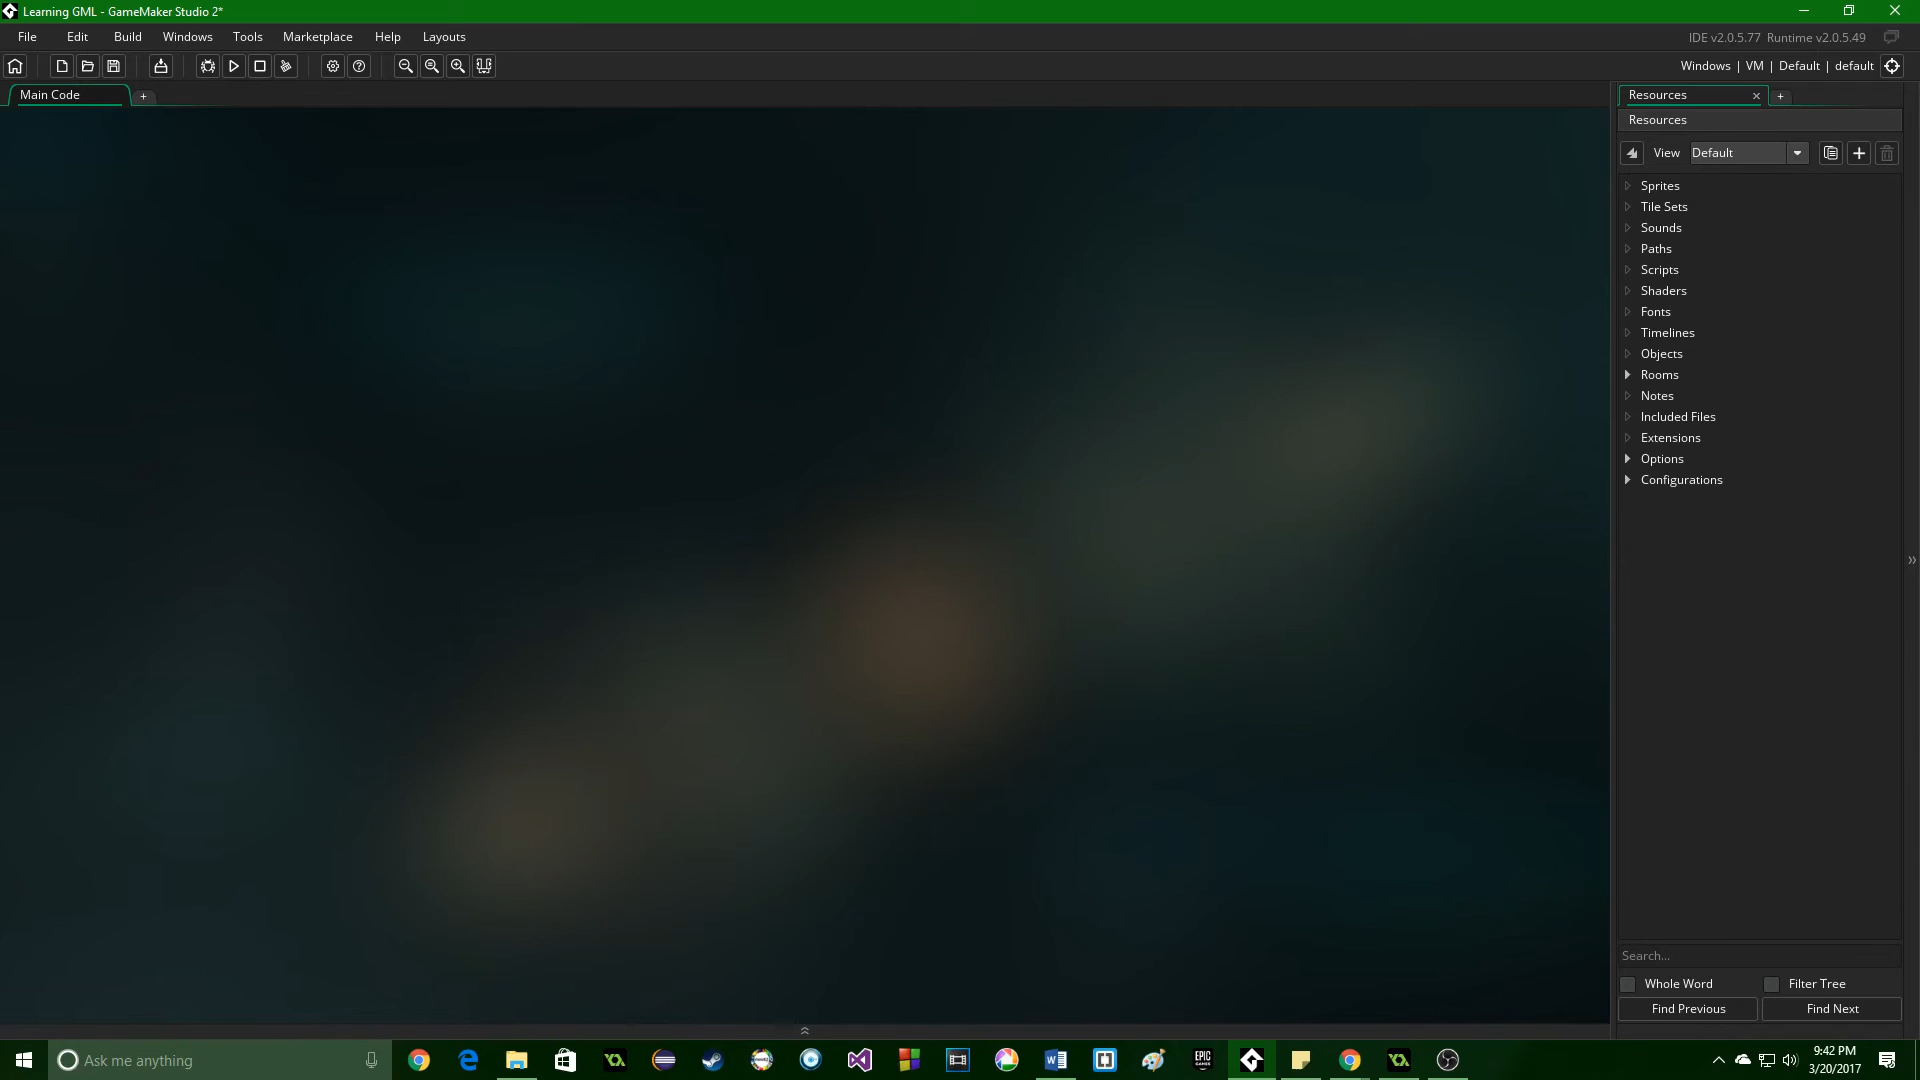 Learning GML - GameMaker Studio 2*
File Edit Build Windows Tools Marketplace Help Layouts
IDE v2.0.5.77 Runtime v2.0.5.49
Windows | VM | Default | default
Main Code +
Resources × +
Resources
View Default
Sprites
Tile Sets
Sounds
Paths
Scripts
Shaders
Fonts
Timelines
Objects
Rooms
Notes
Included Files
Extensions
Options
Configurations
Search...
Whole Word Filter Tree
Find Previous Find Next
Ask me anything
EPIC GAMES
9:42 PM
3/20/2017